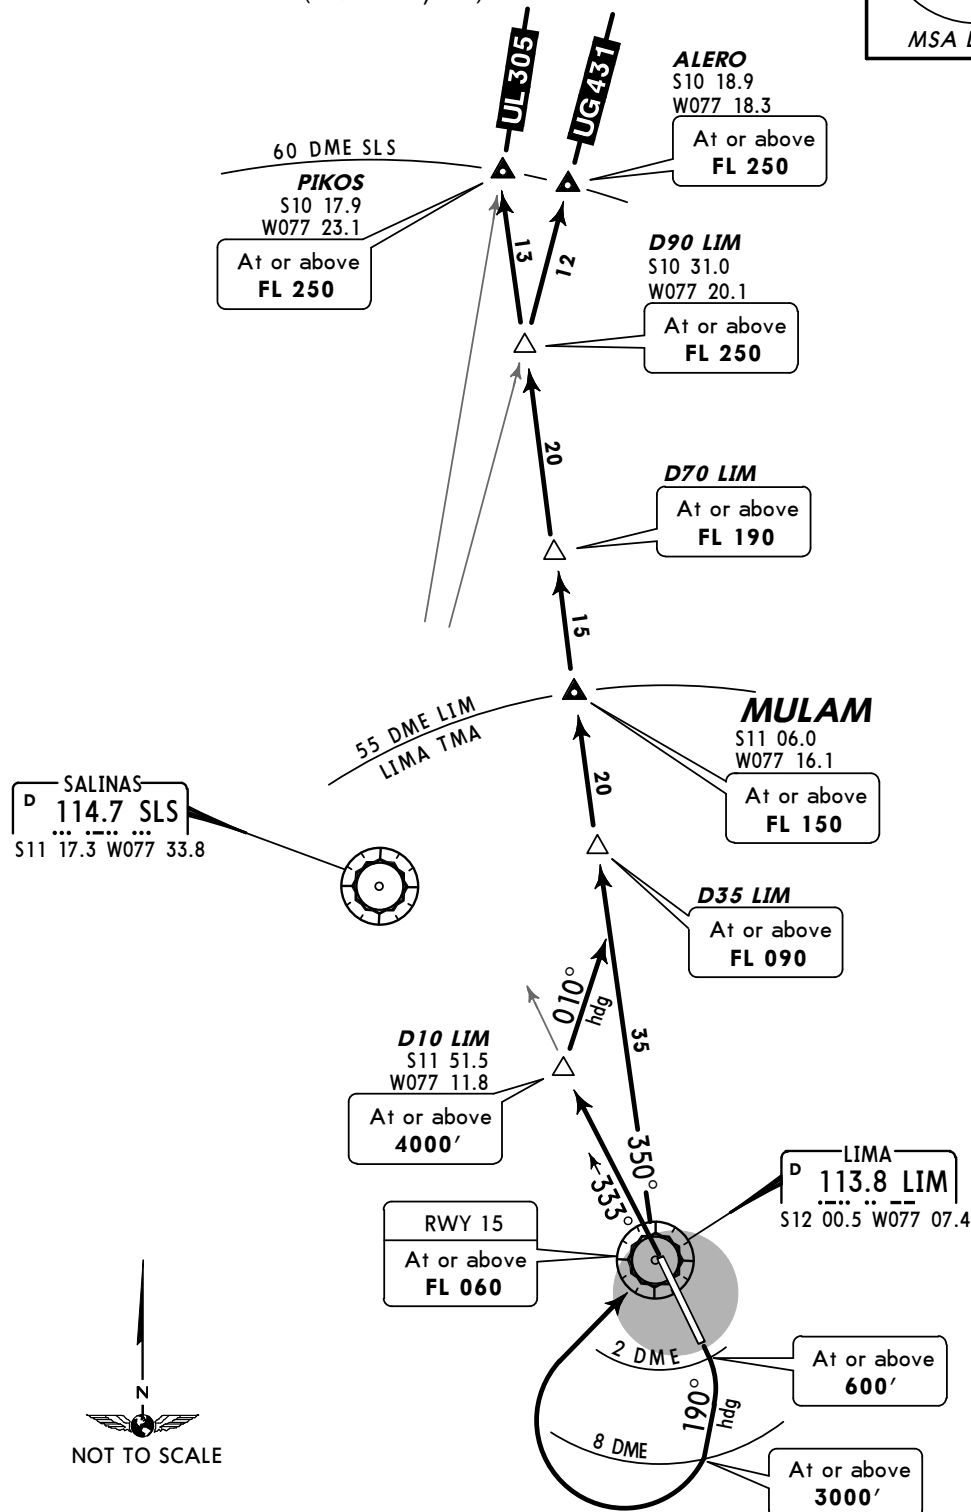 MSA
UL 305
UG 431
ALERO
S10 18.9
W077 18.3
At or above
FL 250
60 DME SLS
PIKOS
S10 17.9
W077 23.1
At or above
FL 250
13
12
D90 LIM
S10 31.0
W077 20.1
At or above
FL 250
20
D70 LIM
At or above
FL 190
15
55 DME LIM
LIMA TMA
MULAM
S11 06.0
W077 16.1
At or above
FL 150
SALINAS
D 114.7 SLS
S11 17.3 W077 33.8
20
D35 LIM
At or above
FL 090
010°
hdg
35
D10 LIM
S11 51.5
W077 11.8
At or above
4000'
350°
333°
LIMA
D 113.8 LIM
S12 00.5 W077 07.4
RWY 15
At or above
FL 060
2 DME
At or above
600'
190°
hdg
8 DME
At or above
3000'
N
NOT TO SCALE